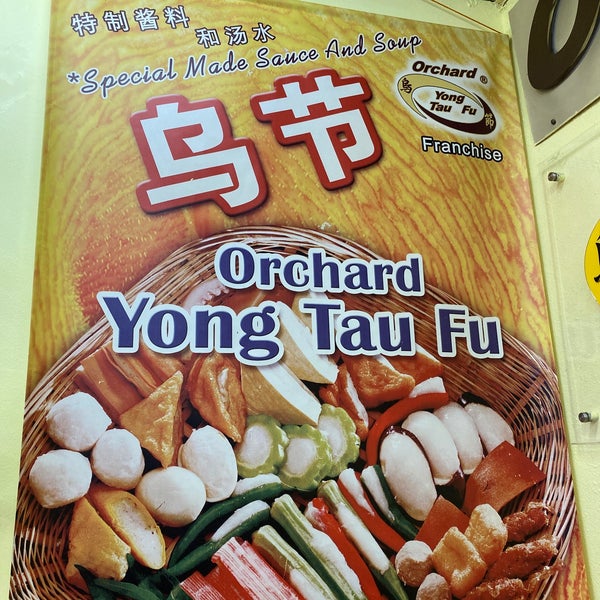 特制酱料
和汤水
*Special Made Sauce And Soup
Orchard ®
乌 Yong 节
Tau Fu
Franchise
乌节
Orchard
Yong Tau Fu